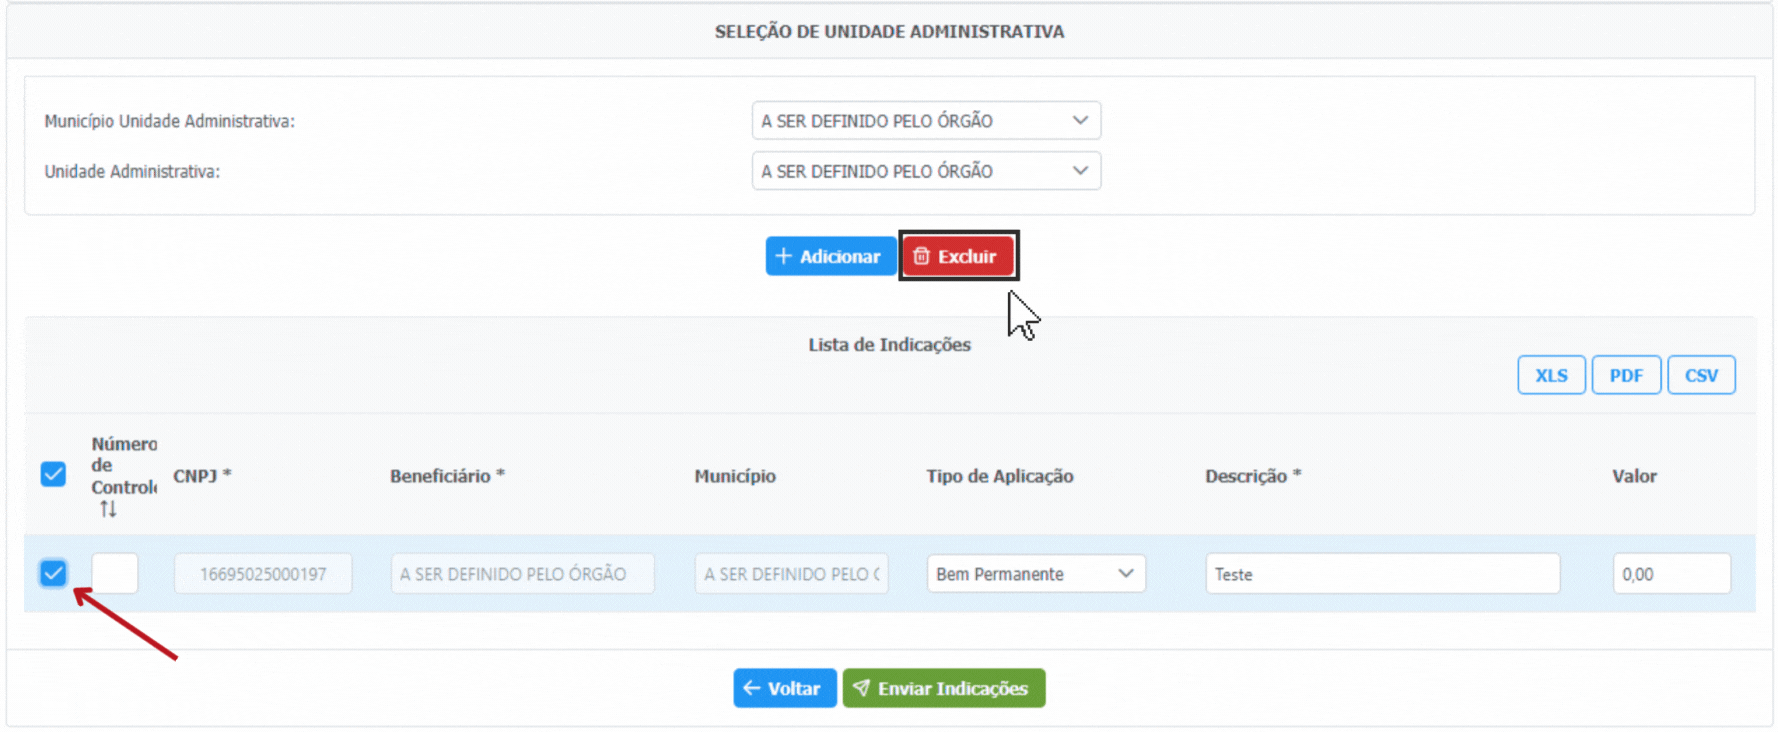 SELEÇÃO DE UNIDADE ADMINISTRATIVA
Município Unidade Administrativa:
A SER DEFINIDO PELO ÓRGÃO
Unidade Administrativa:
A SER DEFINIDO PELO ÓRGÃO
+ Adicionar
Excluir
Lista de Indicações
XLS
PDF
CSV
Número
de
Controle
CNPJ *
Beneficiário *
Município
Tipo de Aplicação
Descrição *
Valor
16695025000197
A SER DEFINIDO PELO ÓRGÃO
A SER DEFINIDO PELO (
Bem Permanente
Teste
0,00
Voltar
Enviar Indicações